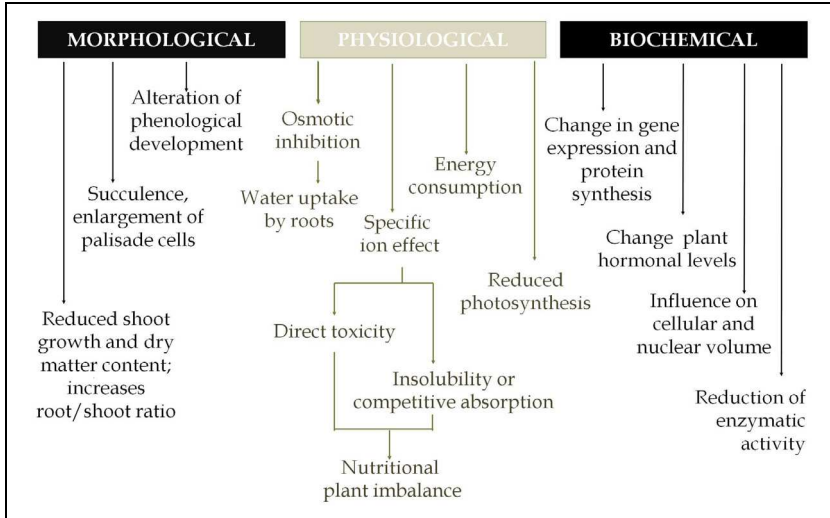 MORPHOLOGICAL
Alteration of
phenological
development
Succulence,
enlargement of
palisade cells
Reduced shoot
growth and dry
matter content;
increases
root/shoot ratio
PHYSIOLOGICAL
Osmotic
inhibition
Water uptake
by roots
Specific
ion effect
Energy
consumption
Reduced
photosynthesis
Direct toxicity
Insolubility or
competitive absorption
Nutritional
plant imbalance
BIOCHEMICAL
Change in gene
expression and
protein
synthesis
Change plant
hormonal levels
Influence on
cellular and
nuclear volume
Reduction of
enzymatic
activity